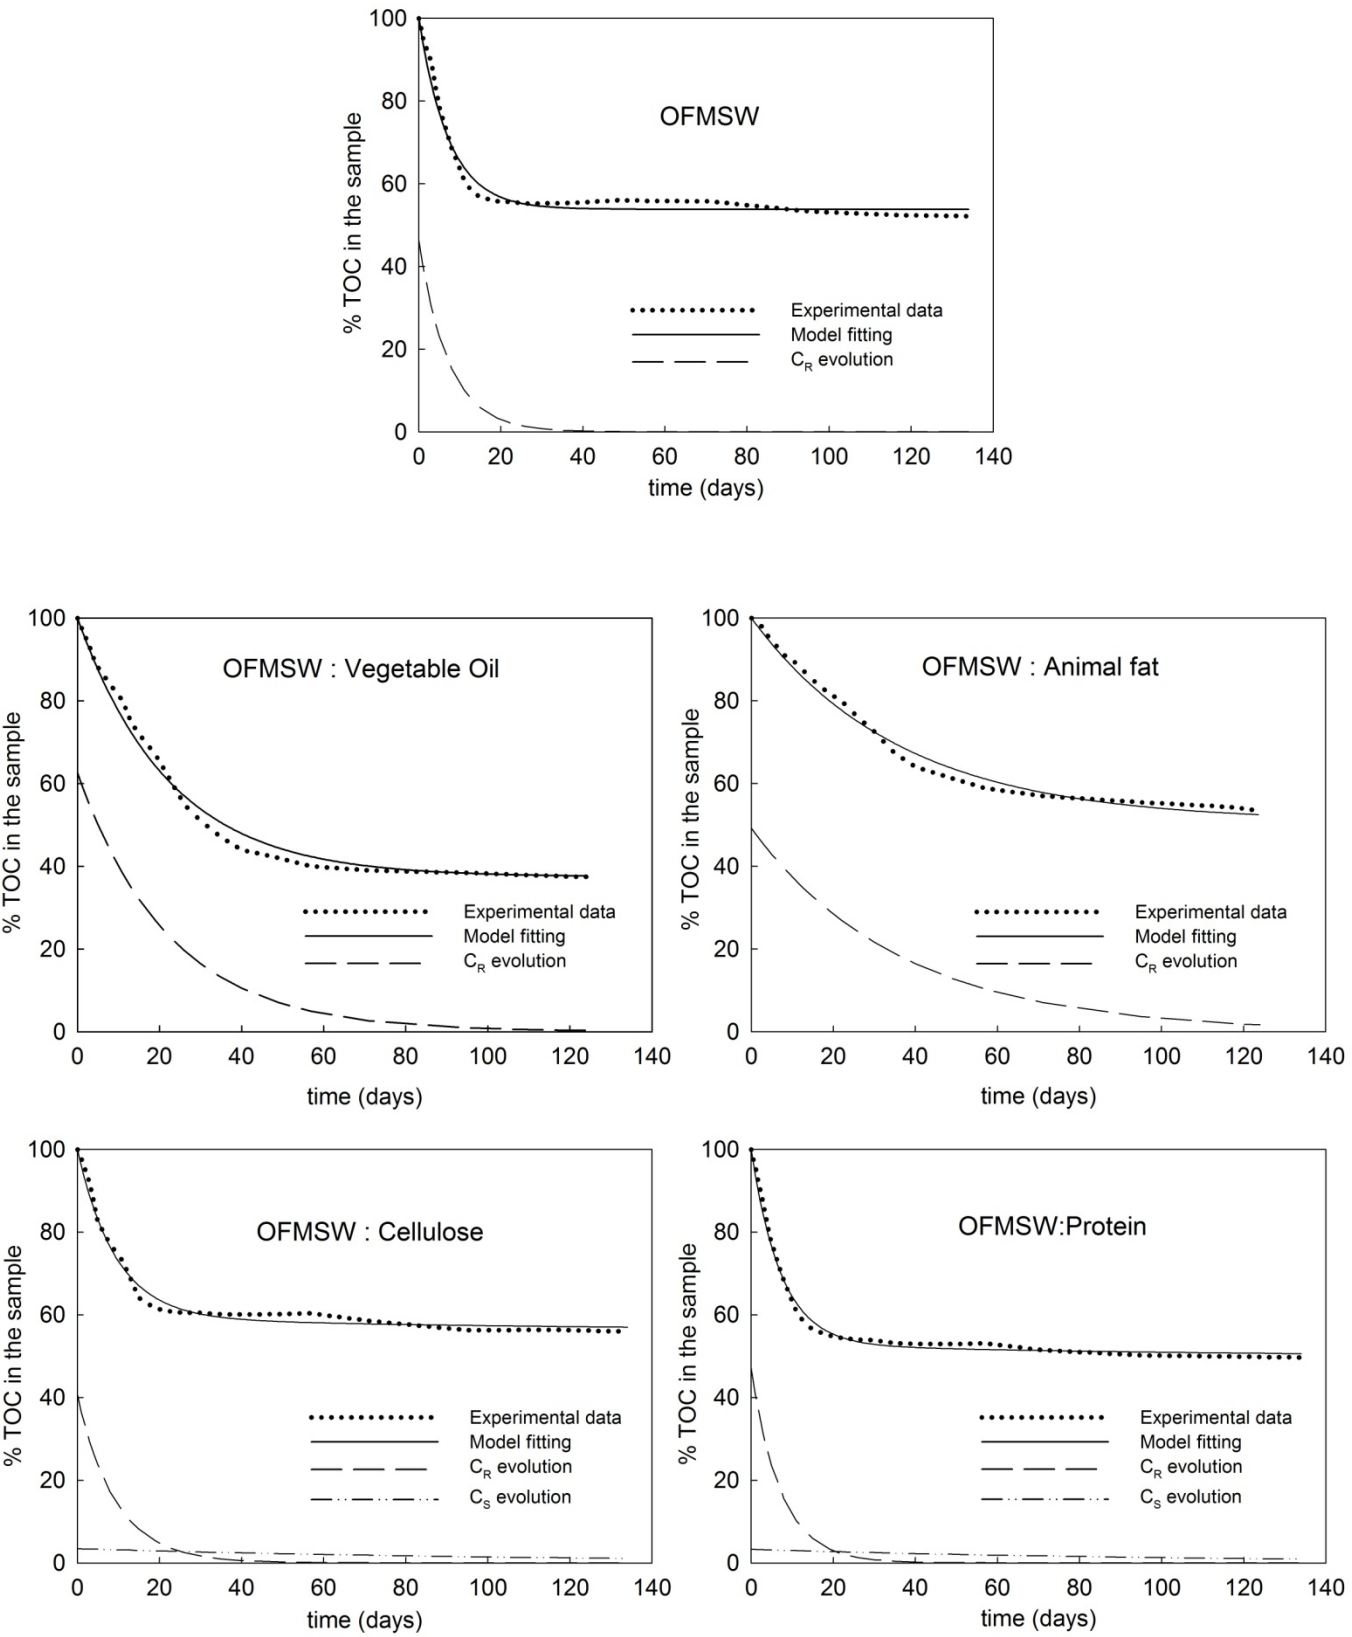 OFMSW
% TOC in the sample
100
80
60
40
20
0
Experimental data
Model fitting
CR evolution
0 20 40 60 80 100 120 140
time (days)
OFMSW : Vegetable Oil
% TOC in the sample
100
80
60
40
20
0
Experimental data
Model fitting
CR evolution
0 20 40 60 80 100 120 140
time (days)
OFMSW : Animal fat
% TOC in the sample
100
80
60
40
20
0
Experimental data
Model fitting
CR evolution
0 20 40 60 80 100 120 140
time (days)
OFMSW : Cellulose
% TOC in the sample
100
80
60
40
20
0
Experimental data
Model fitting
CR evolution
CS evolution
0 20 40 60 80 100 120 140
time (days)
OFMSW:Protein
% TOC in the sample
100
80
60
40
20
0
Experimental data
Model fitting
CR evolution
CS evolution
0 20 40 60 80 100 120 140
time (days)